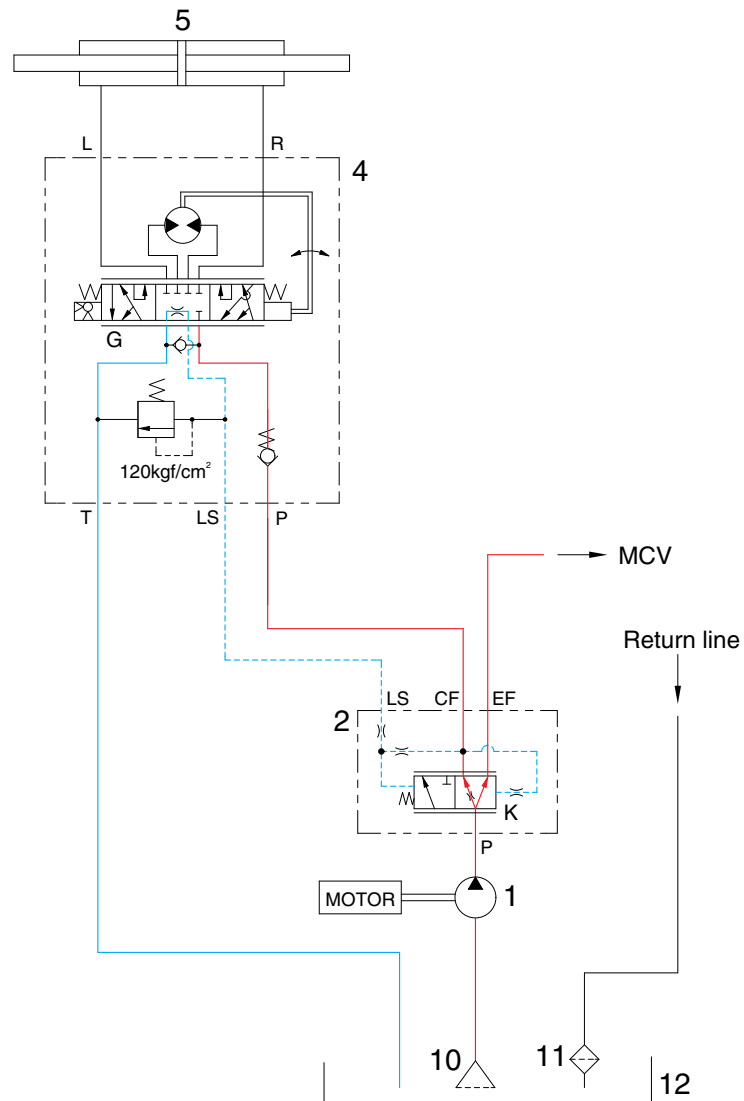 5
L R
4
G
120kgf/cm²
T LS P
MCV
Return line
LS CF EF
2
K
P
MOTOR 1
10 11 12